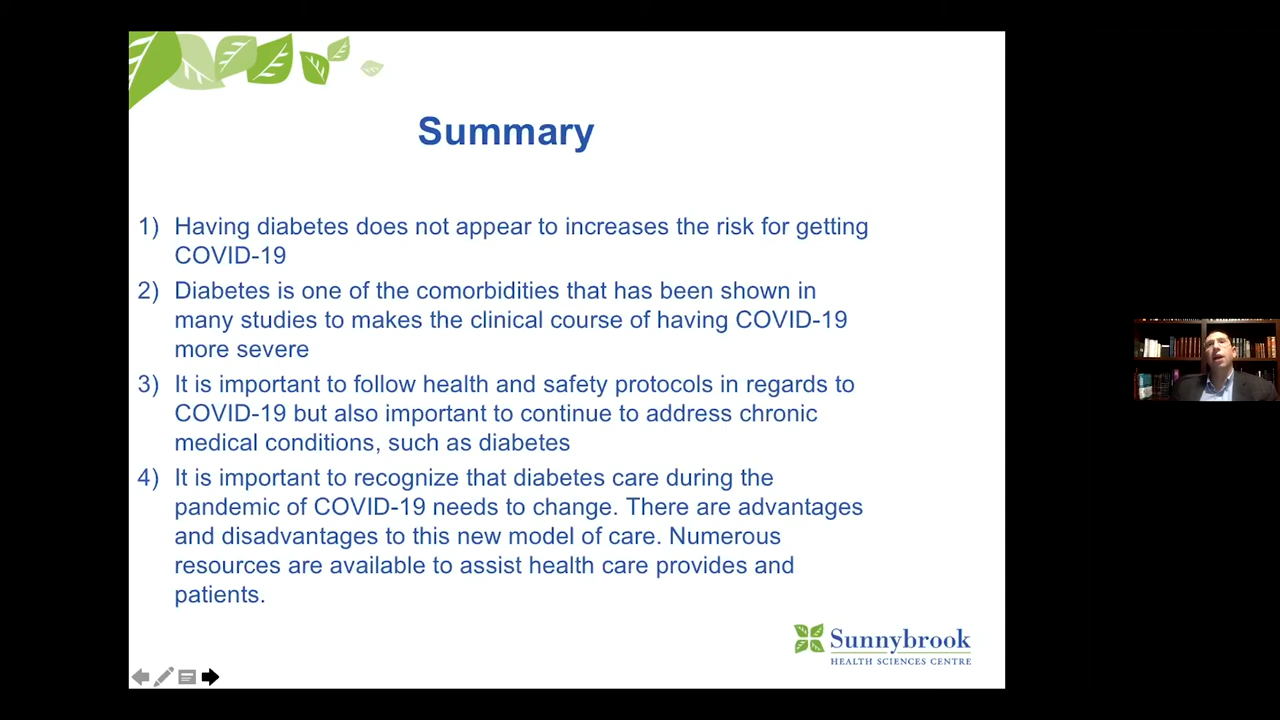 Summary
1) Having diabetes does not appear to increases the risk for getting
COVID-19
2) Diabetes is one of the comorbidities that has been shown in
many studies to makes the clinical course of having COVID-19
more severe
3) It is important to follow health and safety protocols in regards to
COVID-19 but also important to continue to address chronic
medical conditions, such as diabetes
4) It is important to recognize that diabetes care during the
pandemic of COVID-19 needs to change. There are advantages
and disadvantages to this new model of care. Numerous
resources are available to assist health care provides and
patients.
Sunnybrook
HEALTH SCIENCES CENTRE